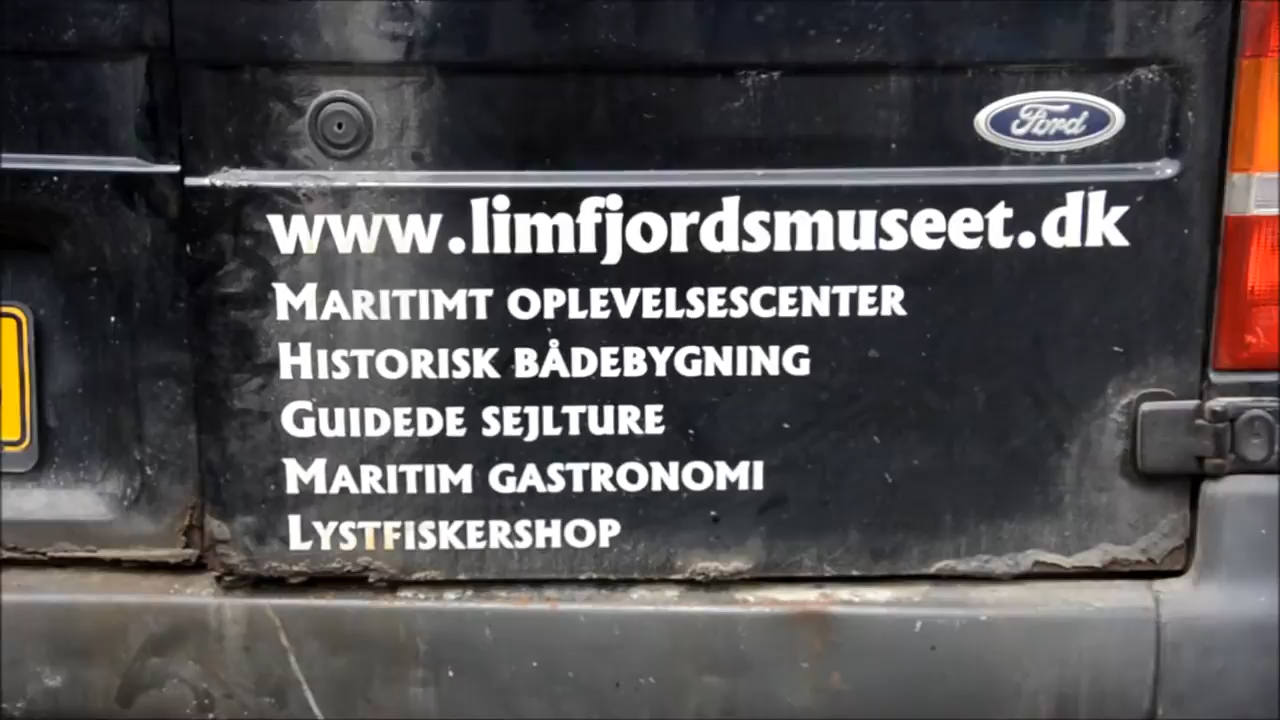 Ford
www.limfjordsmuseet.dk
MARITIMT OPLEVELSESCENTER
HISTORISK BÅDEBYGNING
GUIDEDE SEJLTURE
MARITIM GASTRONOMI
LYSTFISKERSHOP